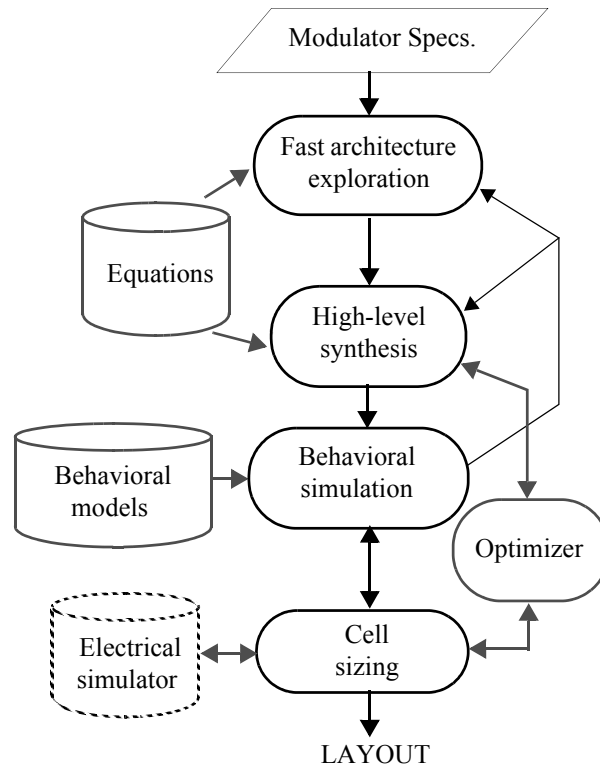 Modulator Specs.
Fast architecture
exploration
Equations
High-level
synthesis
Behavioral
models
Behavioral
simulation
Optimizer
Electrical
simulator
Cell
sizing
LAYOUT